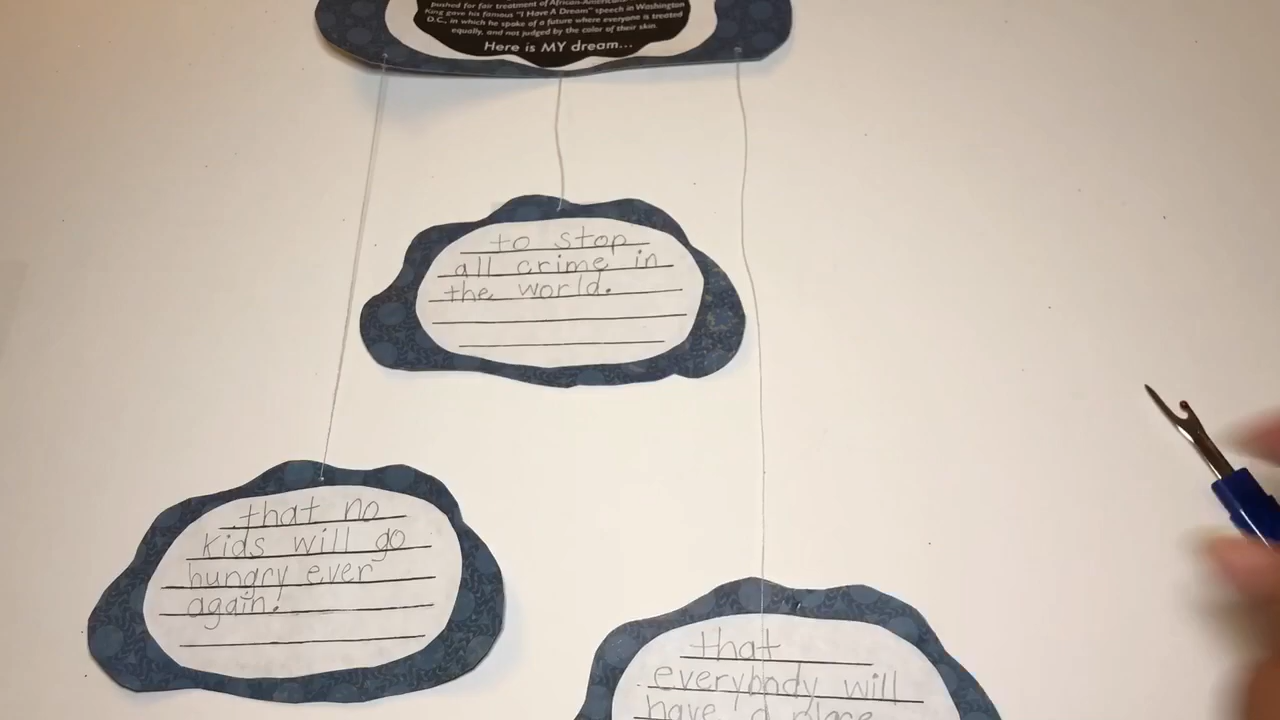 pushed for fair treatment of African-Americans.
King gave his famous "I Have A Dream" speech in Washington
D.C., in which he spoke of a future where everyone is treated
equally, and not judged by the color of their skin.
Here is MY dream...
to stop
all crime in
the world.
that no
kids will go
hungry ever
again.
that
everybody will
have a place